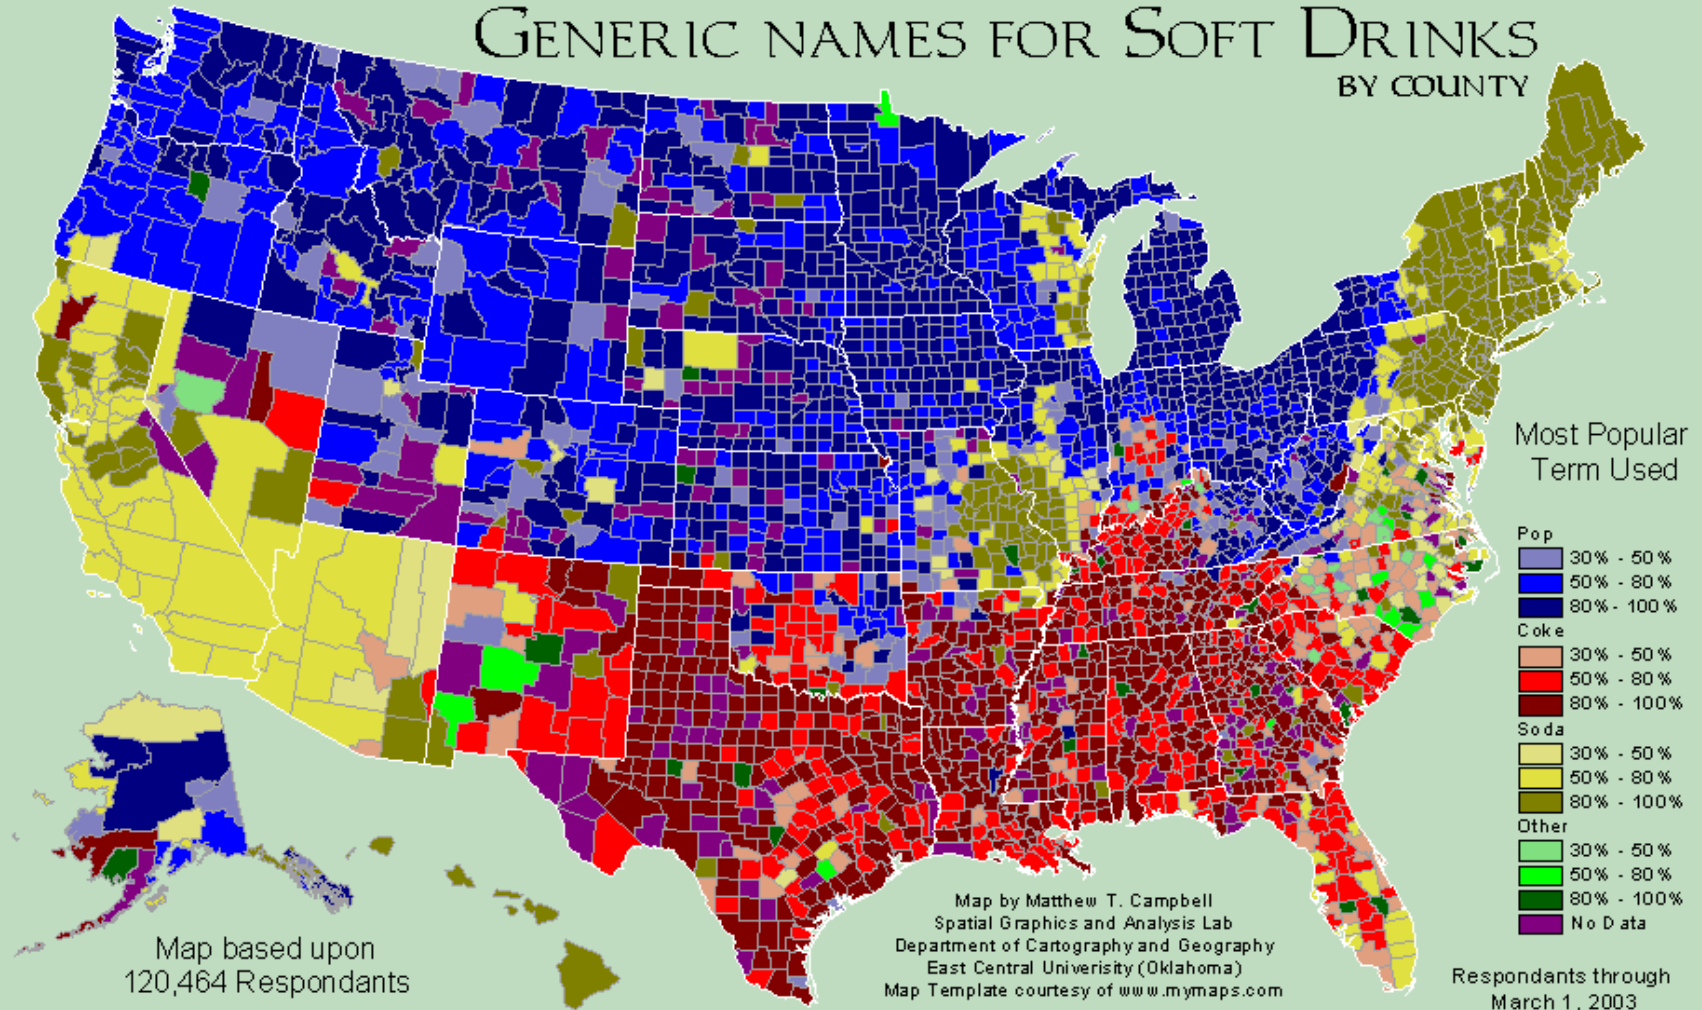 GENERIC NAMES FOR SOFT DRINKS
BY COUNTY
Most Popular
Term Used
Pop
30% - 50%
50% - 80%
80% - 100%
Coke
30% - 50%
50% - 80%
80% - 100%
Soda
30% - 50%
50% - 80%
80% - 100%
Other
30% - 50%
50% - 80%
80% - 100%
No Data
Map based upon
120,464 Respondants
Map by Matthew T. Campbell
Spatial Graphics and Analysis Lab
Department of Cartography and Geography
East Central Univerisity (Oklahoma)
Map Template courtesy of www.mymaps.com
Respondants through
March 1, 2003